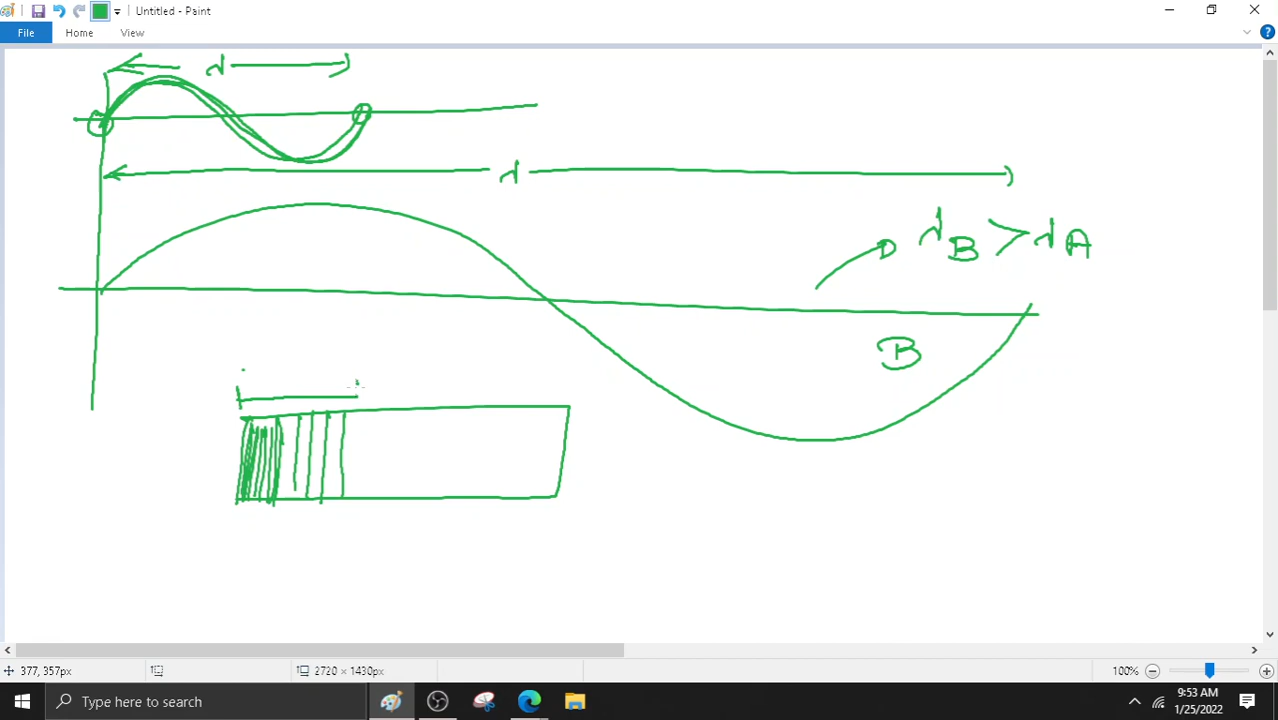 Untitled - Paint
File Home View
λ
λ
λB > λA
B
377, 357px
2720 × 1430px
100%
Type here to search
9:53 AM
1/25/2022